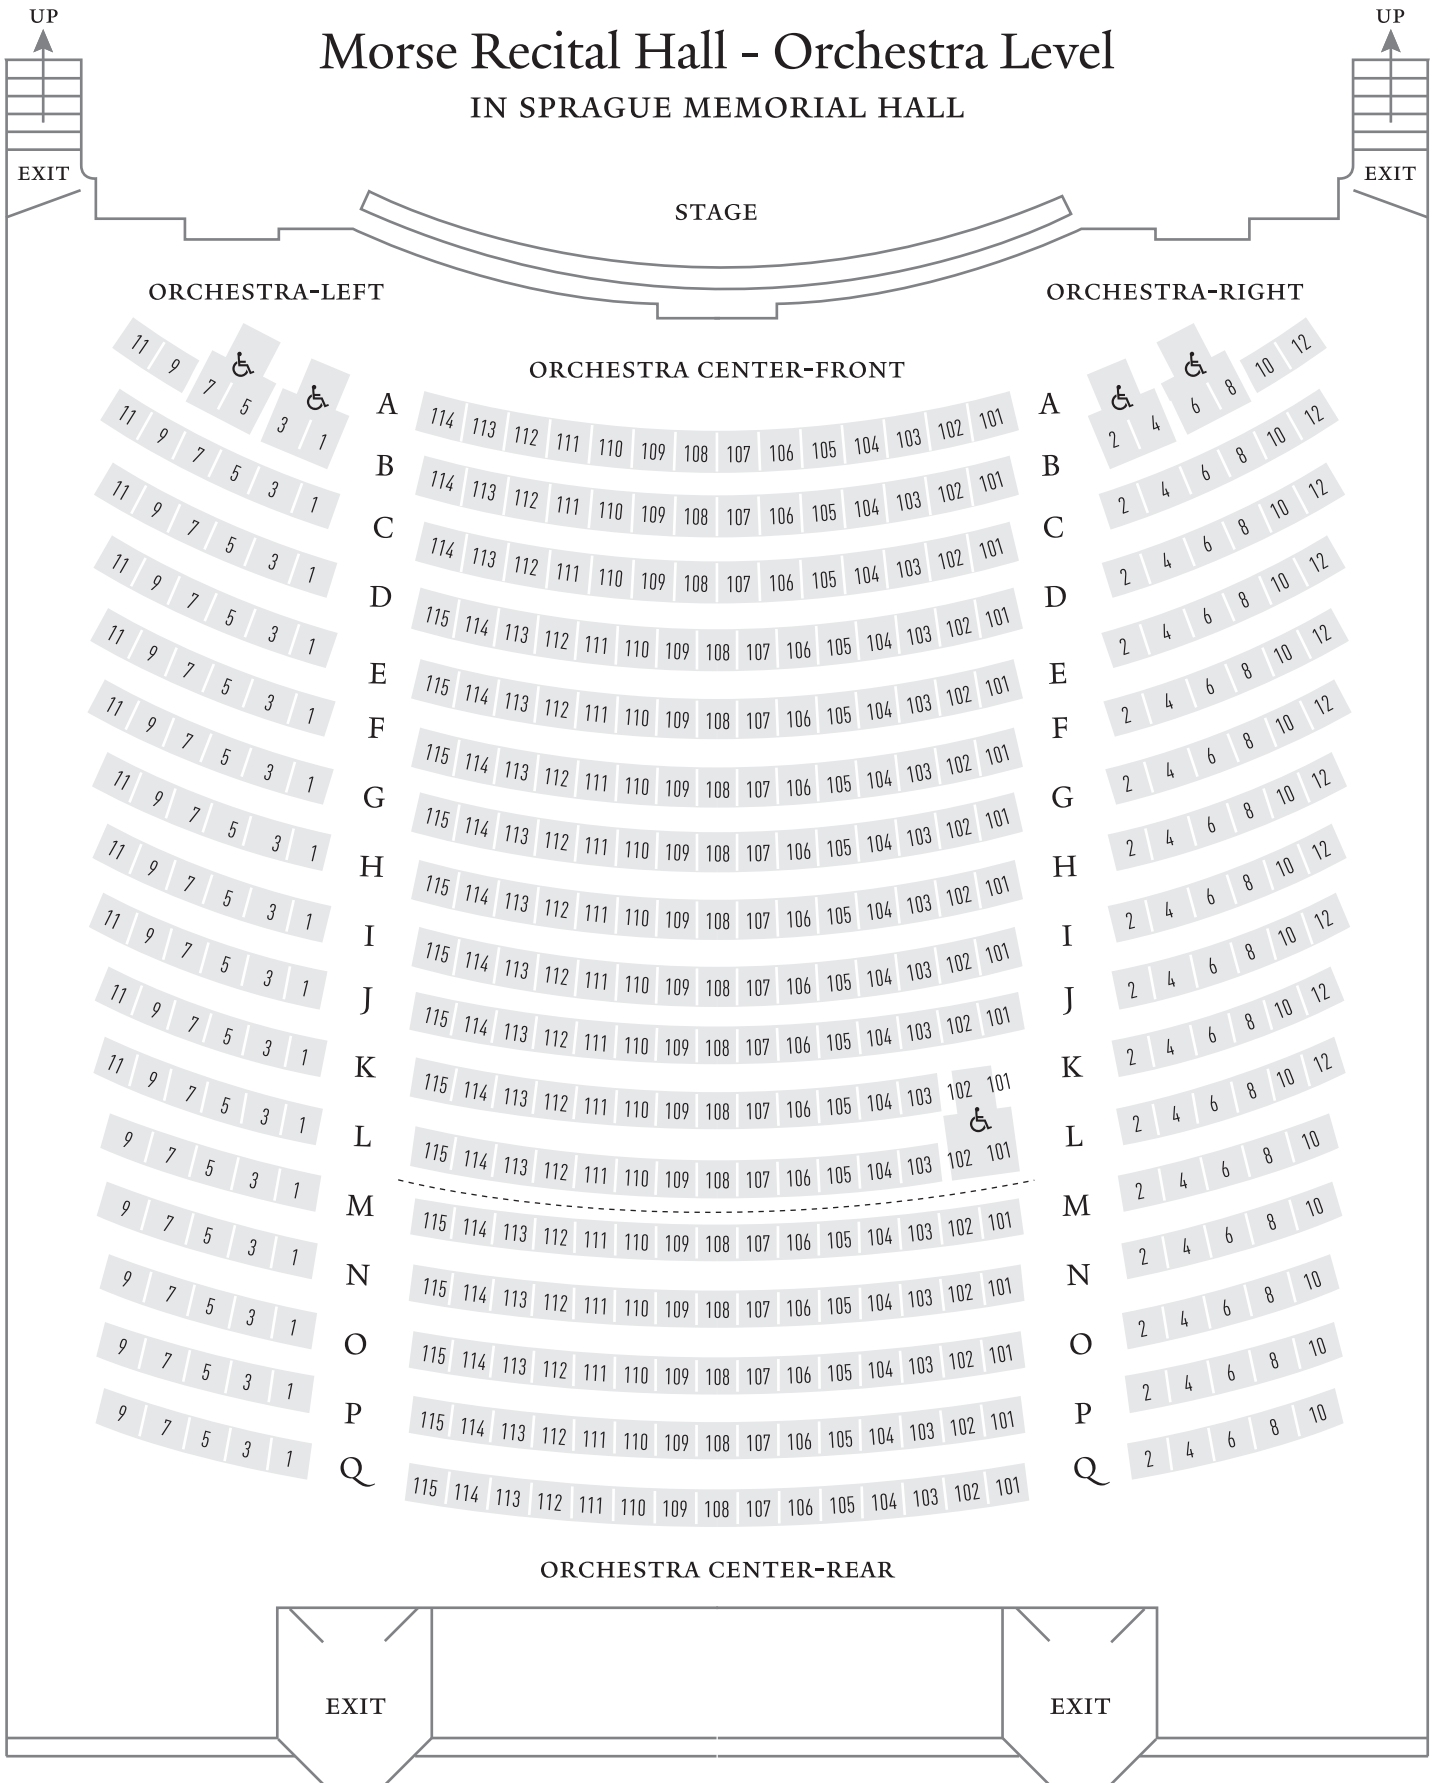 UP
UP
Morse Recital Hall - Orchestra Level
IN SPRAGUE MEMORIAL HALL
EXIT
EXIT
STAGE
ORCHESTRA-LEFT
ORCHESTRA-RIGHT
ORCHESTRA CENTER-FRONT
11 9 7 5 3 1 A 114 113 112 111 110 109 108 107 106 105 104 103 102 101 A 2 4 6 8 10 12
11 9 7 5 3 1 B 114 113 112 111 110 109 108 107 106 105 104 103 102 101 B 2 4 6 8 10 12
11 9 7 5 3 1 C 114 113 112 111 110 109 108 107 106 105 104 103 102 101 C 2 4 6 8 10 12
11 9 7 5 3 1 D 115 114 113 112 111 110 109 108 107 106 105 104 103 102 101 D 2 4 6 8 10 12
11 9 7 5 3 1 E 115 114 113 112 111 110 109 108 107 106 105 104 103 102 101 E 2 4 6 8 10 12
11 9 7 5 3 1 F 115 114 113 112 111 110 109 108 107 106 105 104 103 102 101 F 2 4 6 8 10 12
11 9 7 5 3 1 G 115 114 113 112 111 110 109 108 107 106 105 104 103 102 101 G 2 4 6 8 10 12
11 9 7 5 3 1 H 115 114 113 112 111 110 109 108 107 106 105 104 103 102 101 H 2 4 6 8 10 12
11 9 7 5 3 1 I 115 114 113 112 111 110 109 108 107 106 105 104 103 102 101 I 2 4 6 8 10 12
11 9 7 5 3 1 J 115 114 113 112 111 110 109 108 107 106 105 104 103 102 101 J 2 4 6 8 10 12
11 9 7 5 3 1 K 115 114 113 112 111 110 109 108 107 106 105 104 103 102 101 K 2 4 6 8 10 12
9 7 5 3 1 L 115 114 113 112 111 110 109 108 107 106 105 104 103 102 101 L 2 4 6 8 10
9 7 5 3 1 M 115 114 113 112 111 110 109 108 107 106 105 104 103 102 101 M 2 4 6 8 10
9 7 5 3 1 N 115 114 113 112 111 110 109 108 107 106 105 104 103 102 101 N 2 4 6 8 10
9 7 5 3 1 O 115 114 113 112 111 110 109 108 107 106 105 104 103 102 101 O 2 4 6 8 10
9 7 5 3 1 P 115 114 113 112 111 110 109 108 107 106 105 104 103 102 101 P 2 4 6 8 10
Q 115 114 113 112 111 110 109 108 107 106 105 104 103 102 101 Q
ORCHESTRA CENTER-REAR
EXIT
EXIT